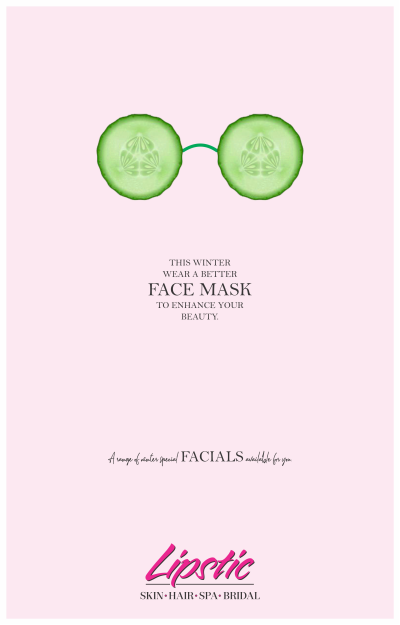 THIS WINTER
WEAR A BETTER
FACE MASK
TO ENHANCE YOUR
BEAUTY.
A range of winter special FACIALS available for you
Lipstic
SKIN•HAIR•SPA•BRIDAL